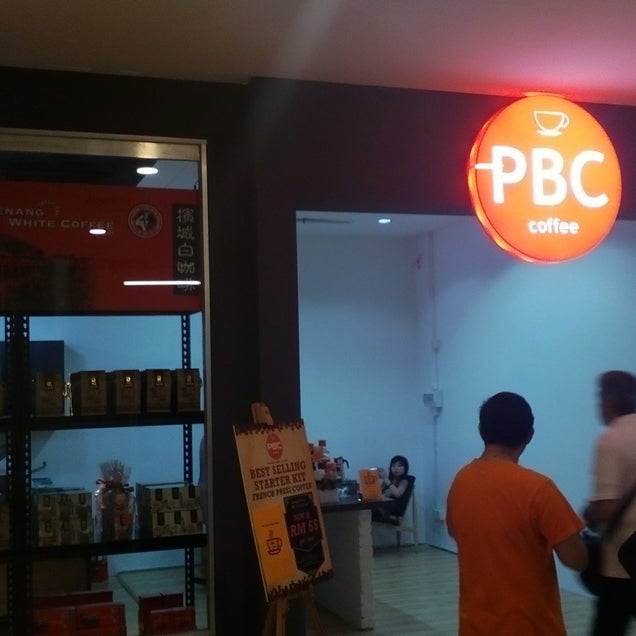 ENANG
WHITE COFFEE
檳城白咖啡
PBC
coffee
PBC
BEST SELLING
STARTER KIT
FRENCH PRESS COFFEE
RM 65